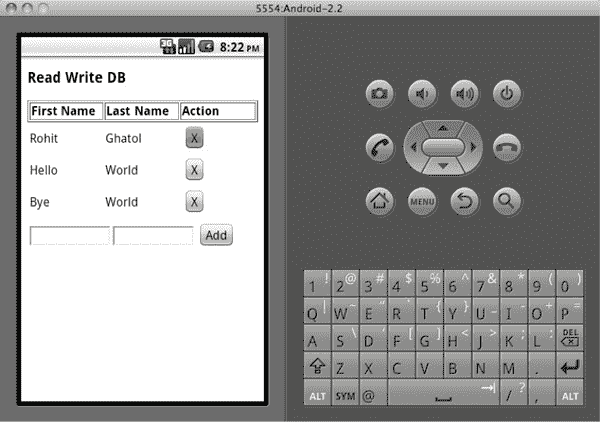 5554:Android-2.2
3G
8:22 PM
Read Write DB
First Name Last Name Action
Rohit Ghatol X
Hello World X
Bye World X
Add
MENU
1 ! 2 @ 3 # 4 $ 5 % 6 ^ 7 & 8 * 9 ( 0 )
Q | W ~ E " R ` T { Y } U _ I - O + P =
A S \ D ' F [ G ] H < J > K ; L : DEL
Z X C V B N M .
ALT SYM @ / ? , ALT